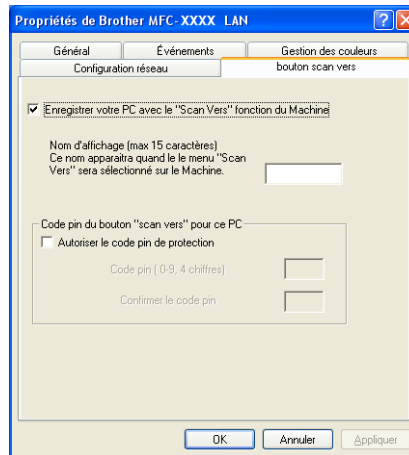 Propriétés de Brother MFC-XXXX LAN
Général Événements Gestion des couleurs
Configuration réseau bouton scan vers
Enregistrer votre PC avec le "Scan Vers" fonction du Machine
Nom d'affichage (max 15 caractères)
Ce nom apparaitra quand le le menu "Scan
Vers" sera sélectionné sur le Machine.
Code pin du bouton "scan vers" pour ce PC
Autoriser le code pin de protection
Code pin ( 0-9, 4 chiffres)
Confirmer le code pin
OK Annuler Appliquer